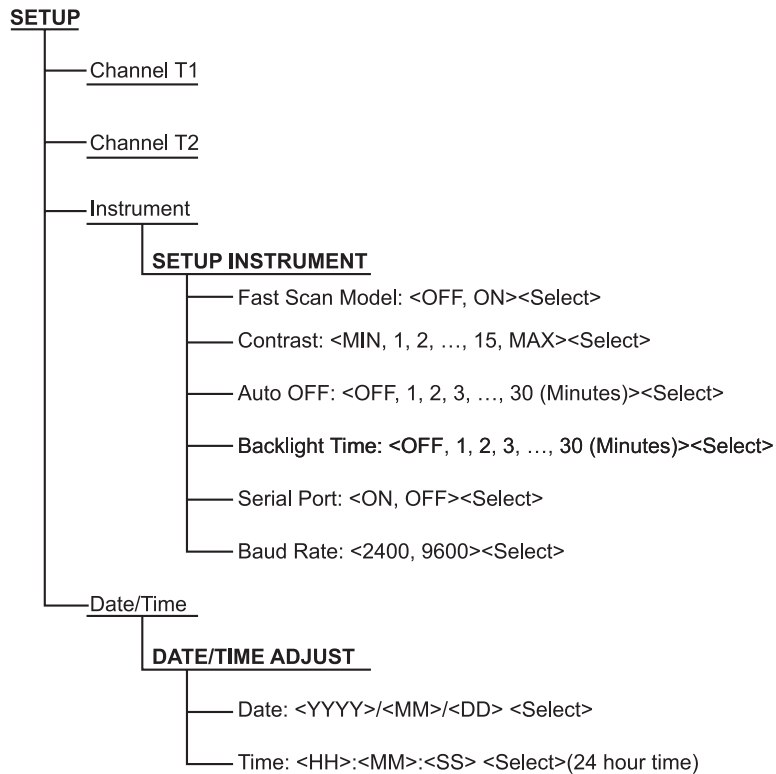 SETUP
Channel T1
Channel T2
Instrument
SETUP INSTRUMENT
Fast Scan Model: <OFF, ON><Select>
Contrast: <MIN, 1, 2, …, 15, MAX><Select>
Auto OFF: <OFF, 1, 2, 3, …, 30 (Minutes)><Select>
Backlight Time: <OFF, 1, 2, 3, …, 30 (Minutes)><Select>
Serial Port: <ON, OFF><Select>
Baud Rate: <2400, 9600><Select>
Date/Time
DATE/TIME ADJUST
Date: <YYYY>/<MM>/<DD> <Select>
Time: <HH>:<MM>:<SS> <Select>(24 hour time)